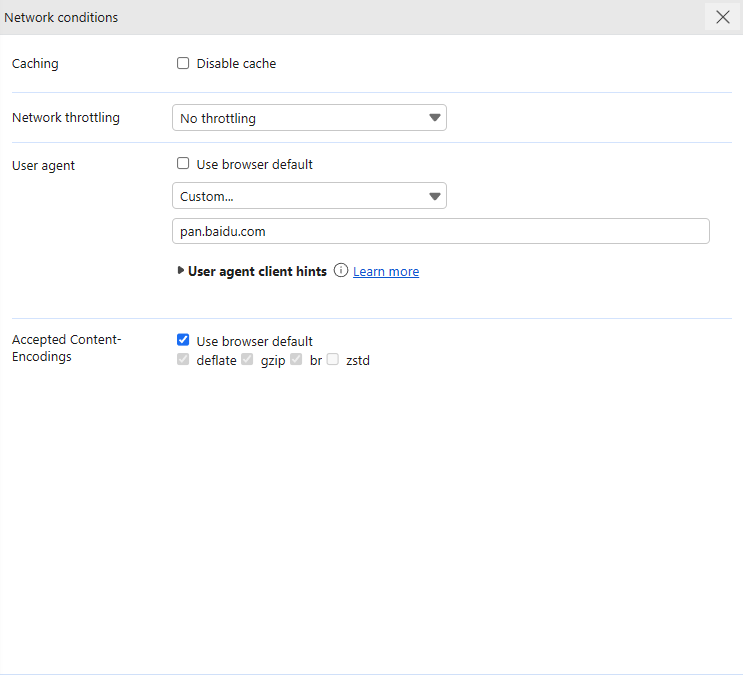 Network conditions
Caching
Disable cache
Network throttling
No throttling
User agent
Use browser default
Custom...
pan.baidu.com
User agent client hints
Learn more
Accepted Content-
Encodings
Use browser default
deflate gzip br zstd